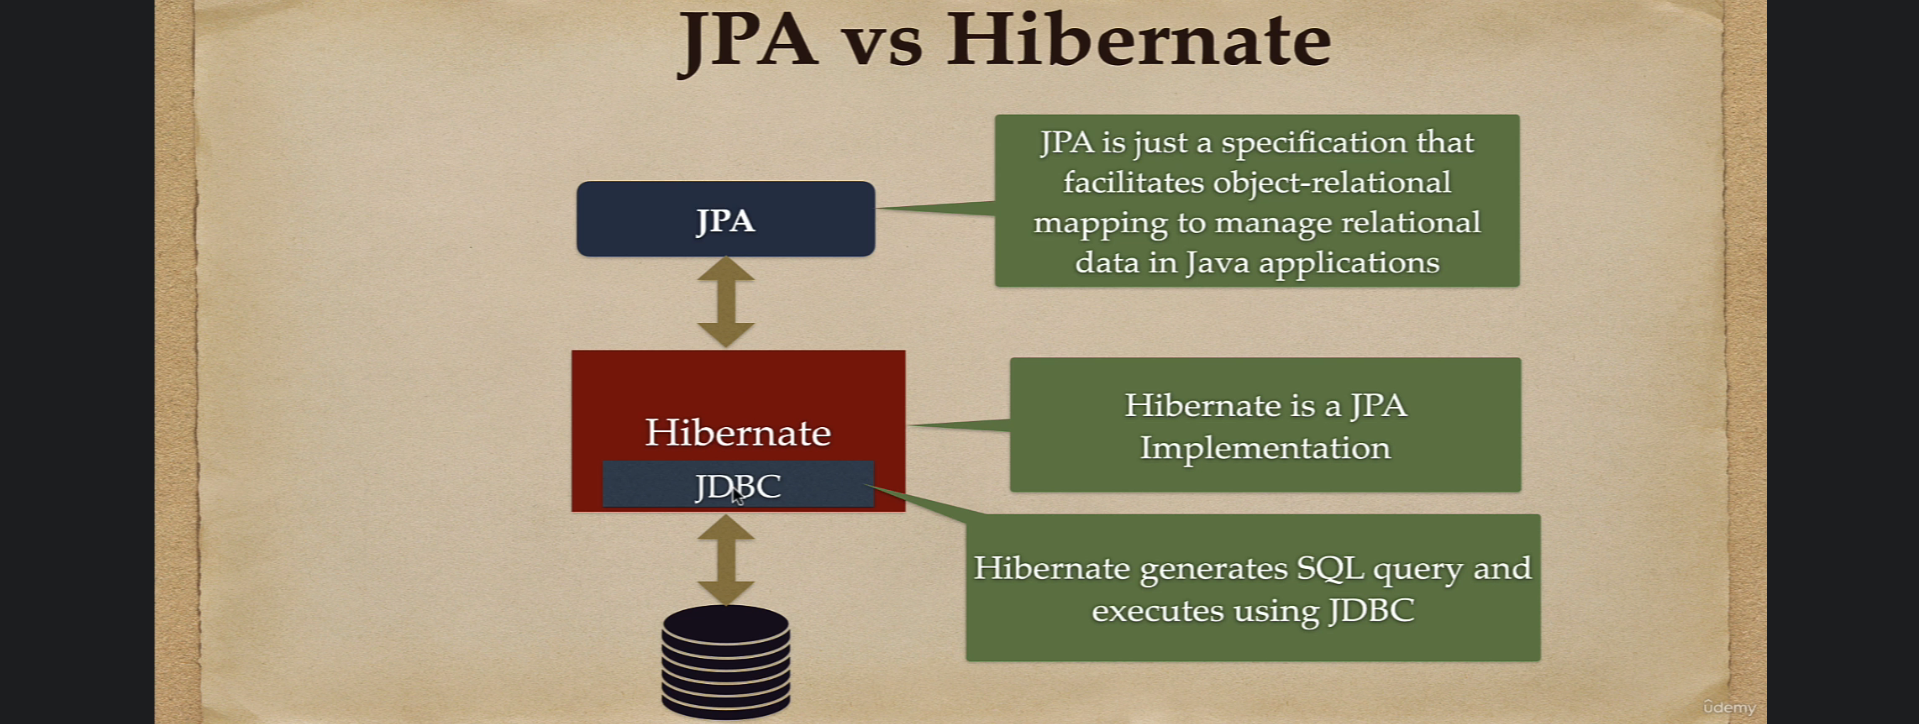 JPA vs Hibernate
JPA
JPA is just a specification that
facilitates object-relational
mapping to manage relational
data in Java applications
Hibernate
JDBC
Hibernate is a JPA
Implementation
Hibernate generates SQL query and
executes using JDBC
ûdemy